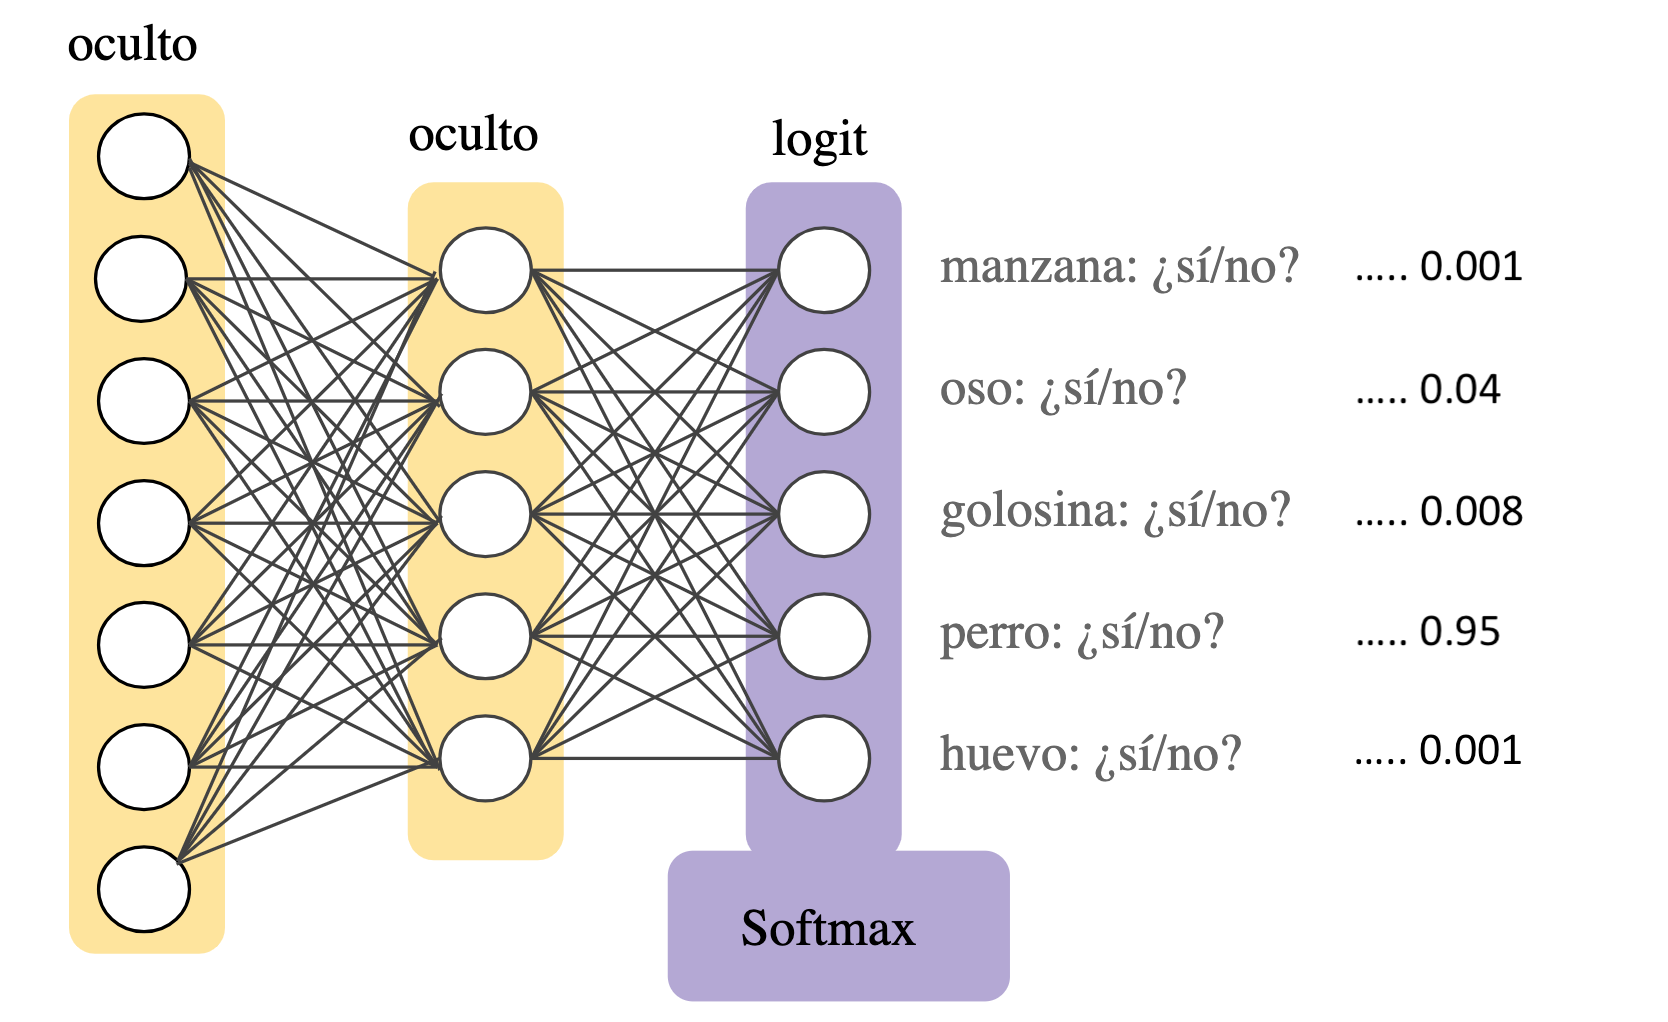 oculto
oculto
logit
manzana: ¿sí/no? ..... 0.001
oso: ¿sí/no? ..... 0.04
golosina: ¿sí/no? ..... 0.008
perro: ¿sí/no? ..... 0.95
huevo: ¿sí/no? ..... 0.001
Softmax